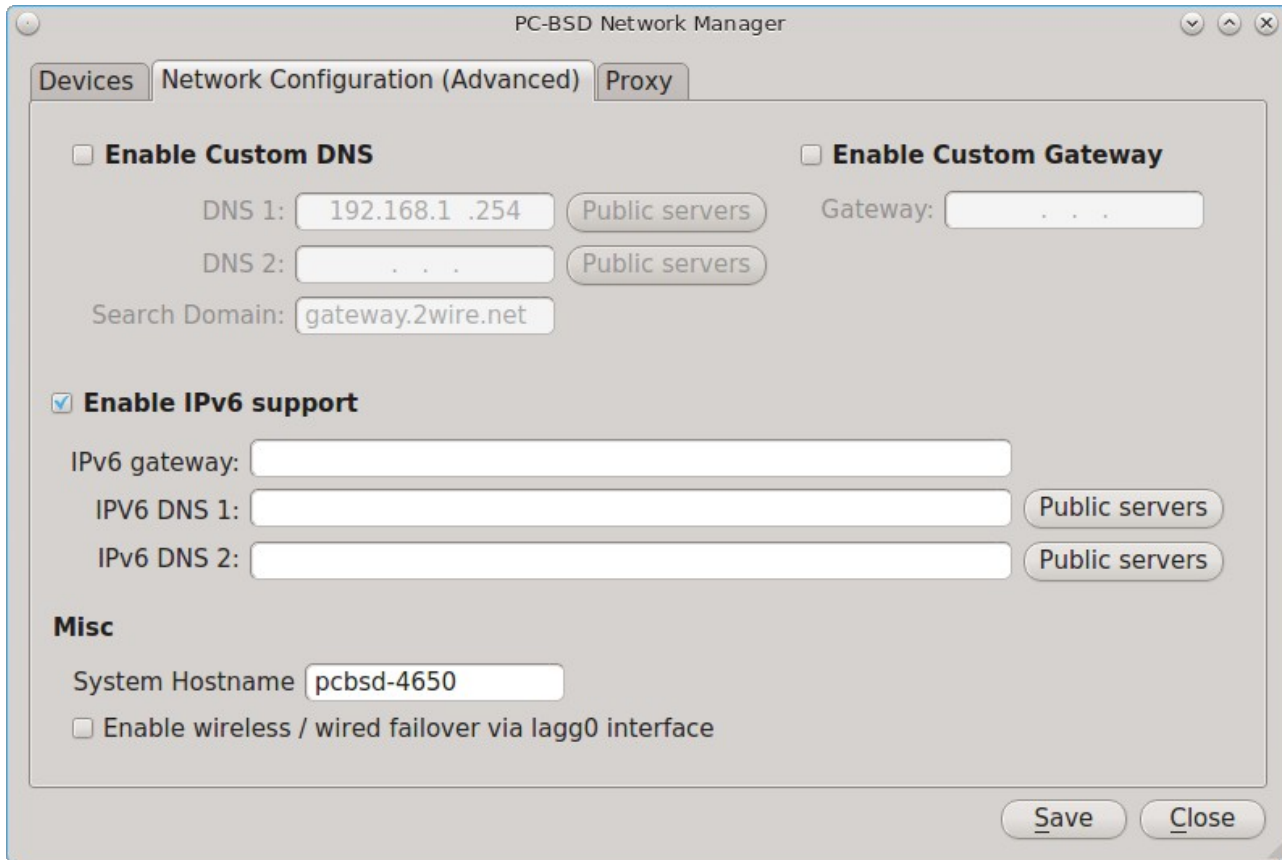 PC-BSD Network Manager
Devices Network Configuration (Advanced) Proxy
Enable Custom DNS
DNS 1: 192.168.1 .254 Public servers
DNS 2: . . . Public servers
Search Domain: gateway.2wire.net
Enable Custom Gateway
Gateway: . . .
Enable IPv6 support
IPv6 gateway:
IPV6 DNS 1: Public servers
IPv6 DNS 2: Public servers
Misc
System Hostname pcbsd-4650
Enable wireless / wired failover via lagg0 interface
Save Close